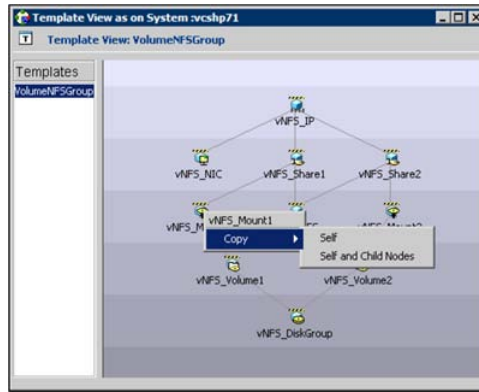 Template View as on System :vcshp71
Template View: VolumeNFSGroup
Templates
VolumeNFSGroup
vNFS_IP
vNFS_NIC
vNFS_Share1
vNFS_Share2
vNFS_Mount1
Copy
Self
Self and Child Nodes
vNFS_Volume1
vNFS_Volume2
vNFS_DiskGroup